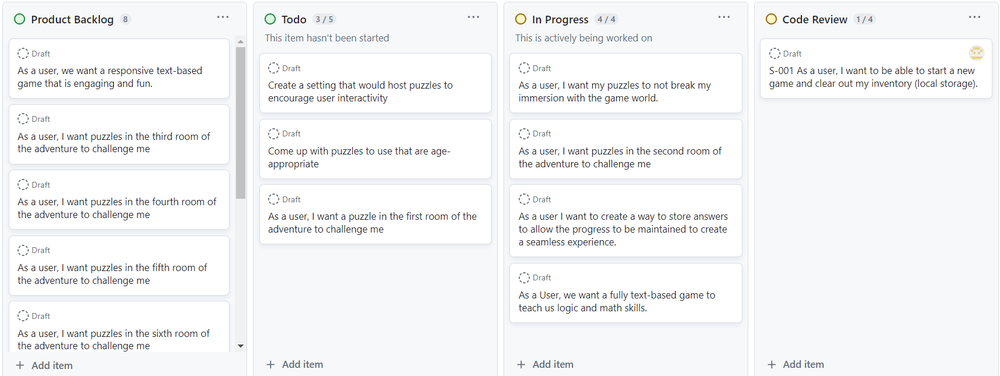 Product Backlog 8
Draft
As a user, we want a responsive text-based
game that is engaging and fun.
Draft
As a user, I want puzzles in the third room of
the adventure to challenge me
Draft
As a user, I want puzzles in the fourth room of
the adventure to challenge me
Draft
As a user, I want puzzles in the fifth room of
the adventure to challenge me
Draft
As a user, I want puzzles in the sixth room of
the adventure to challenge me
+ Add item
Todo 3 / 5
This item hasn't been started
Draft
Create a setting that would host puzzles to
encourage user interactivity
Draft
Come up with puzzles to use that are age-
appropriate
Draft
As a user, I want a puzzle in the first room of the
adventure to challenge me
+ Add item
In Progress 4 / 4
This is actively being worked on
Draft
As a user, I want my puzzles to not break my
immersion with the game world.
Draft
As a user, I want puzzles in the second room of
the adventure to challenge me
Draft
As a user I want to create a way to store answers
to allow the progress to be maintained to create
a seamless experience.
Draft
As a User, we want a fully text-based game to
teach us logic and math skills.
+ Add item
Code Review 1 / 4
Draft
S-001 As a user, I want to be able to start a new
game and clear out my inventory (local storage).
+ Add item